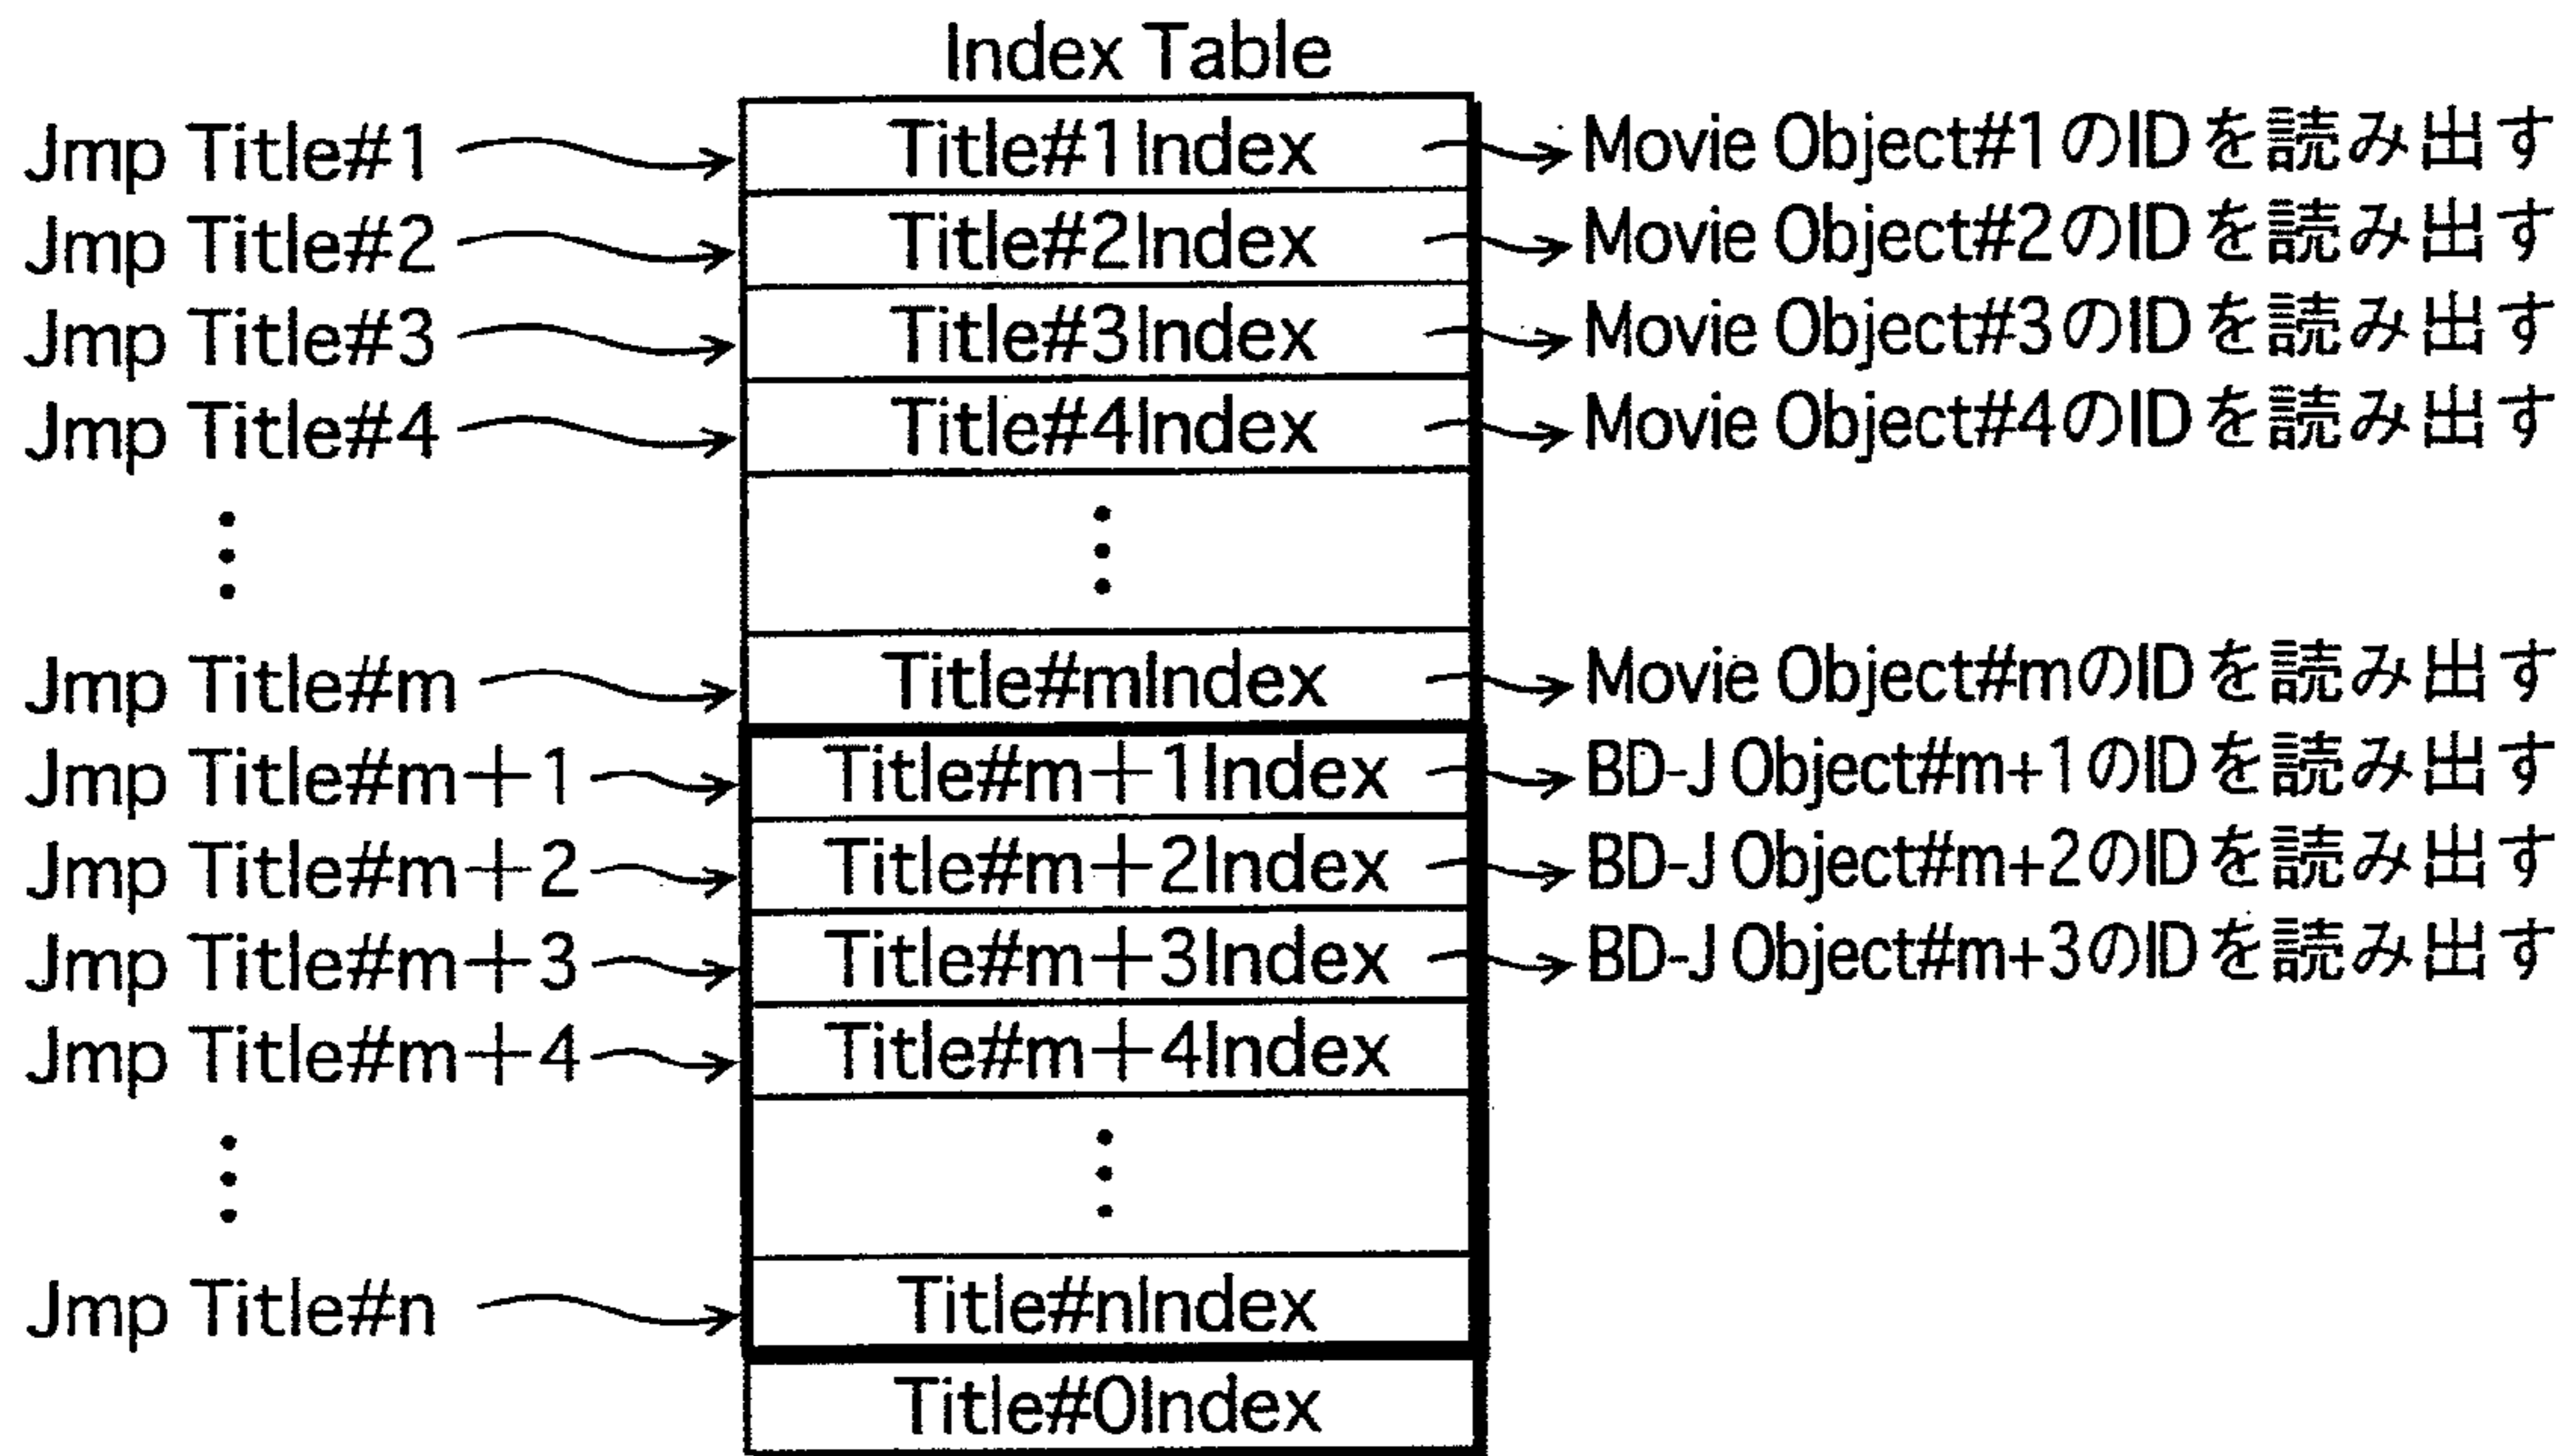 Index Table
Jmp Title#1 Title#1Index Movie Object#1のIDを読み出す
Jmp Title#2 Title#2Index Movie Object#2のIDを読み出す
Jmp Title#3 Title#3Index Movie Object#3のIDを読み出す
Jmp Title#4 Title#4Index Movie Object#4のIDを読み出す
Jmp Title#m Title#mIndex Movie Object#mのIDを読み出す
Jmp Title#m+1 Title#m+1Index BD-J Object#m+1のIDを読み出す
Jmp Title#m+2 Title#m+2Index BD-J Object#m+2のIDを読み出す
Jmp Title#m+3 Title#m+3Index BD-J Object#m+3のIDを読み出す
Jmp Title#m+4 Title#m+4Index
Jmp Title#n Title#nIndex
Title#0Index